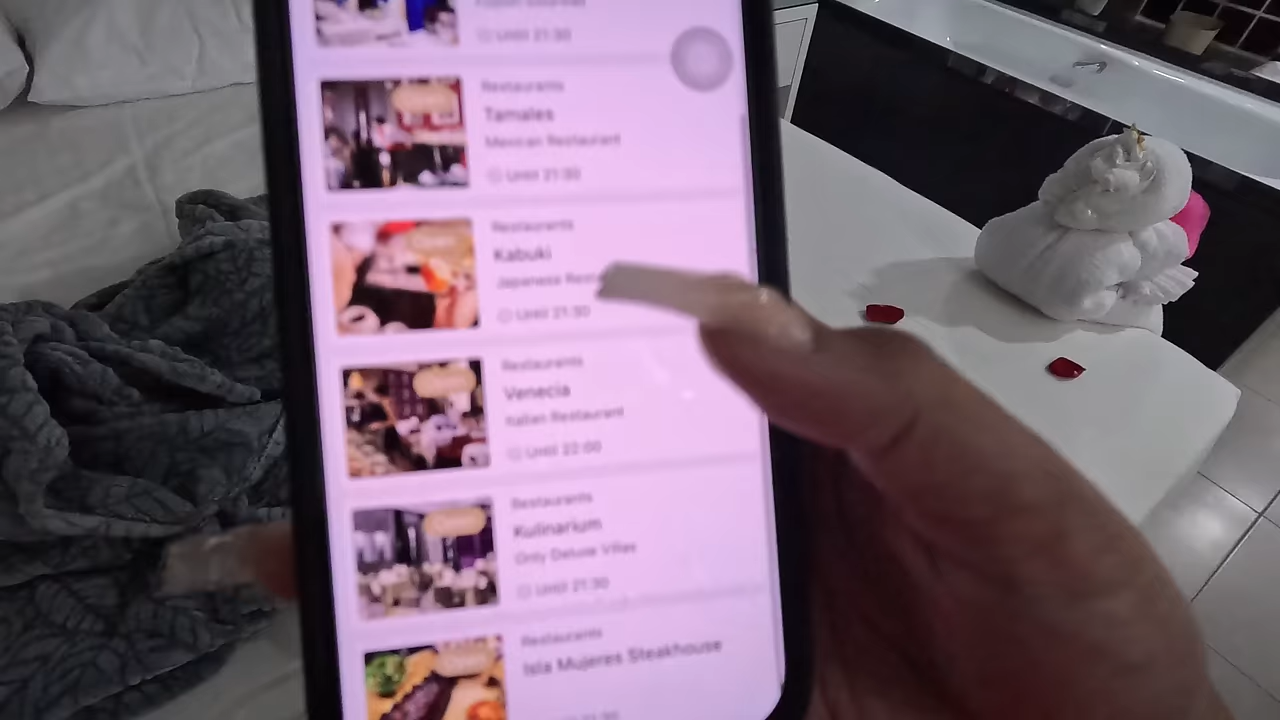 Until 21:30
Restaurants
Tamales
Mexican Restaurant
Until 21:30
Restaurants
Kabuki
Japanese
Until 21:30
Restaurants
Venecia
Italian Restaurant
Until 22:00
Restaurants
Kulinarium
Only Deluxe Villas
Until 21:30
Restaurants
Isla Mujeres Steakhouse